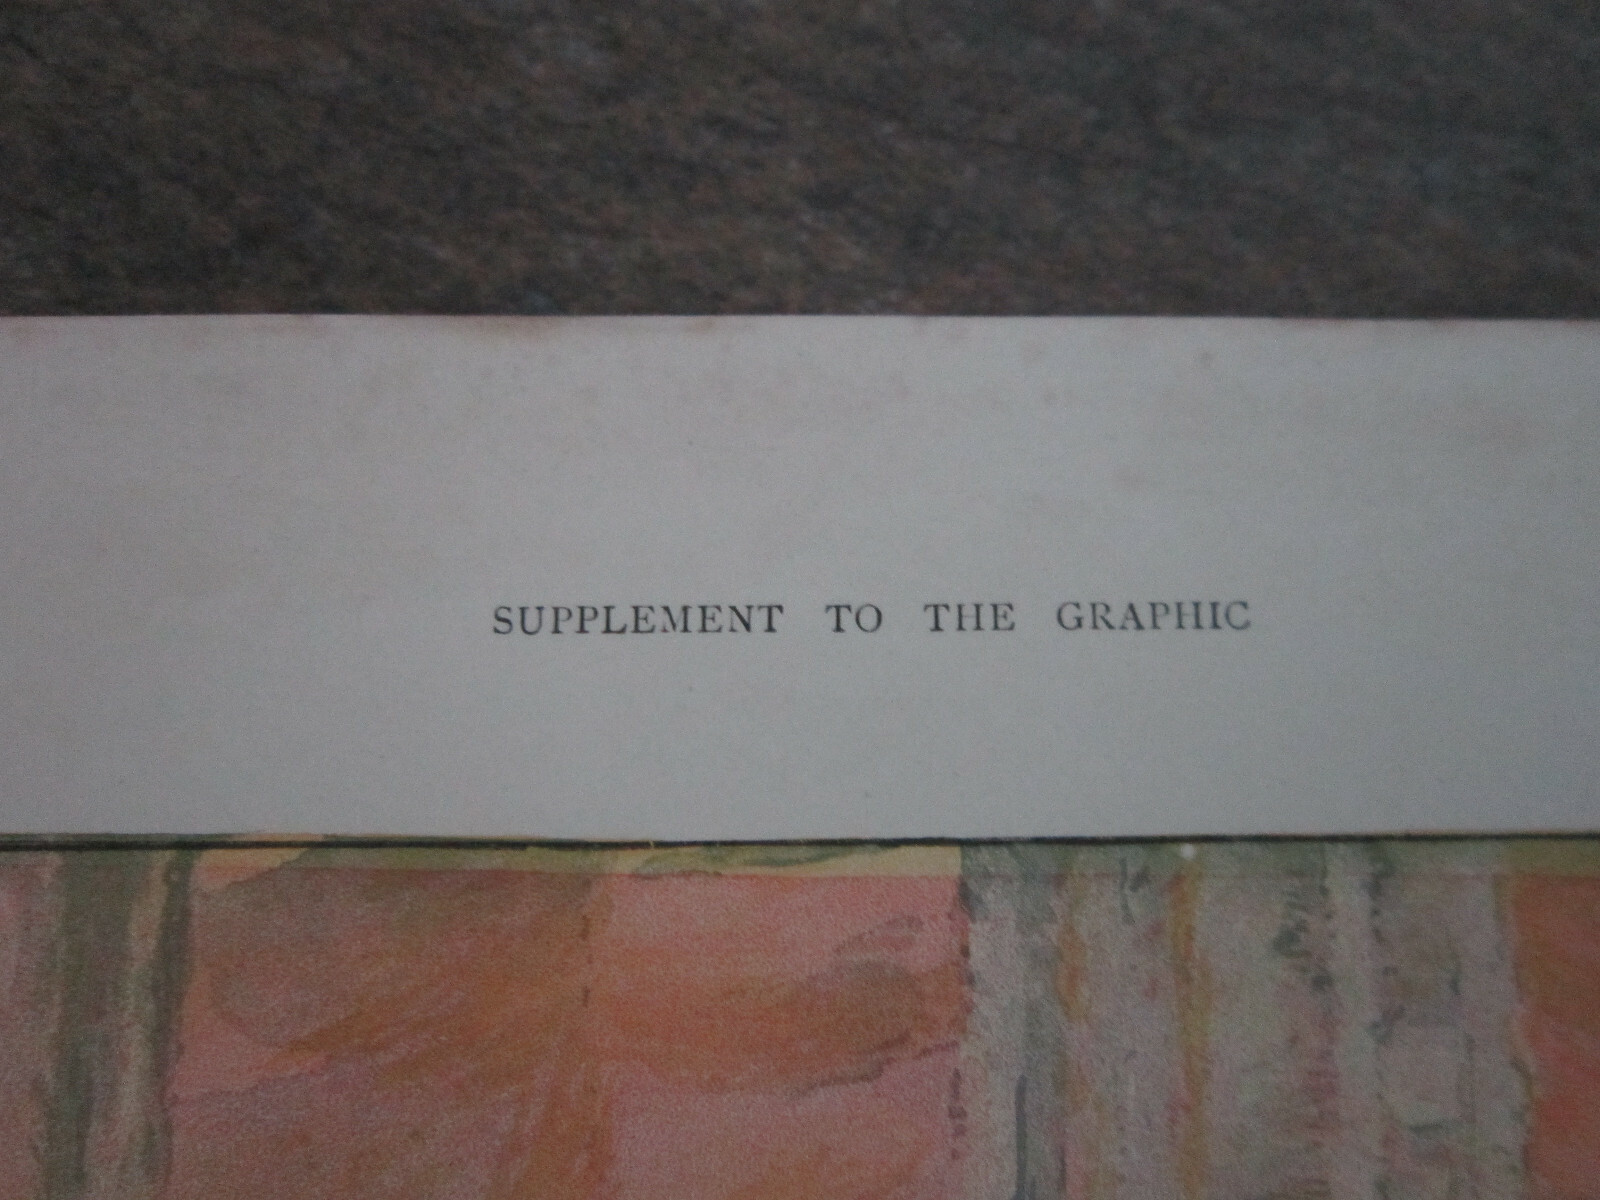 SUPPLEMENT TO THE GRAPHIC